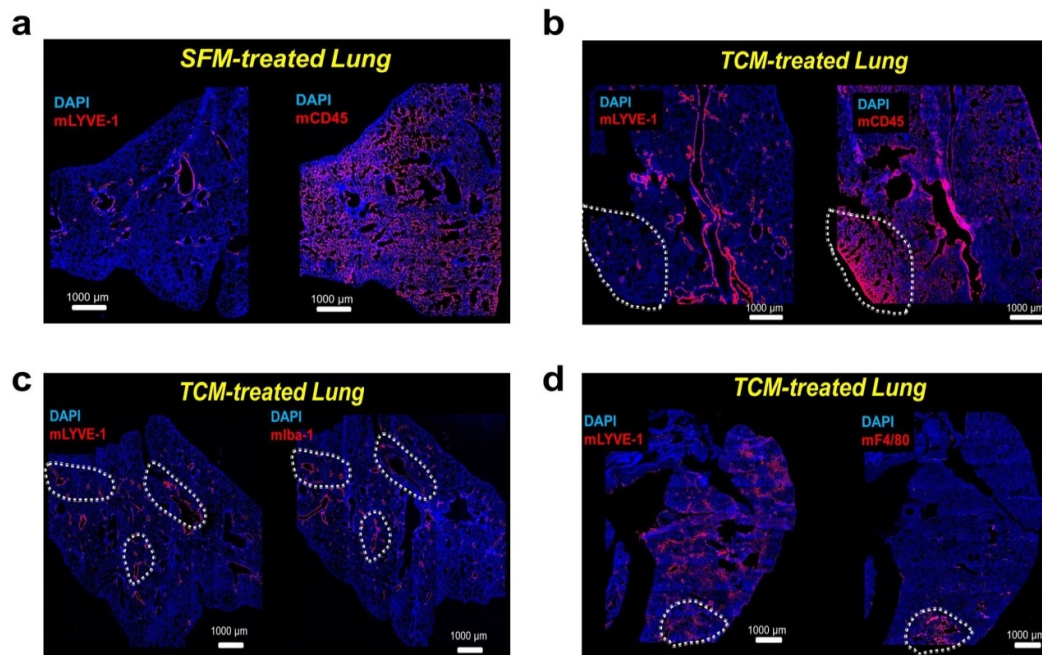 a
SFM-treated Lung
DAPI
mLYVE-1
DAPI
mCD45
1000 µm
1000 µm
b
TCM-treated Lung
DAPI
mLYVE-1
DAPI
mCD45
1000 µm
1000 µm
c
TCM-treated Lung
DAPI
mLYVE-1
DAPI
mIba-1
1000 µm
1000 µm
d
TCM-treated Lung
DAPI
mLYVE-1
DAPI
mF4/80
1000 µm
1000 µm